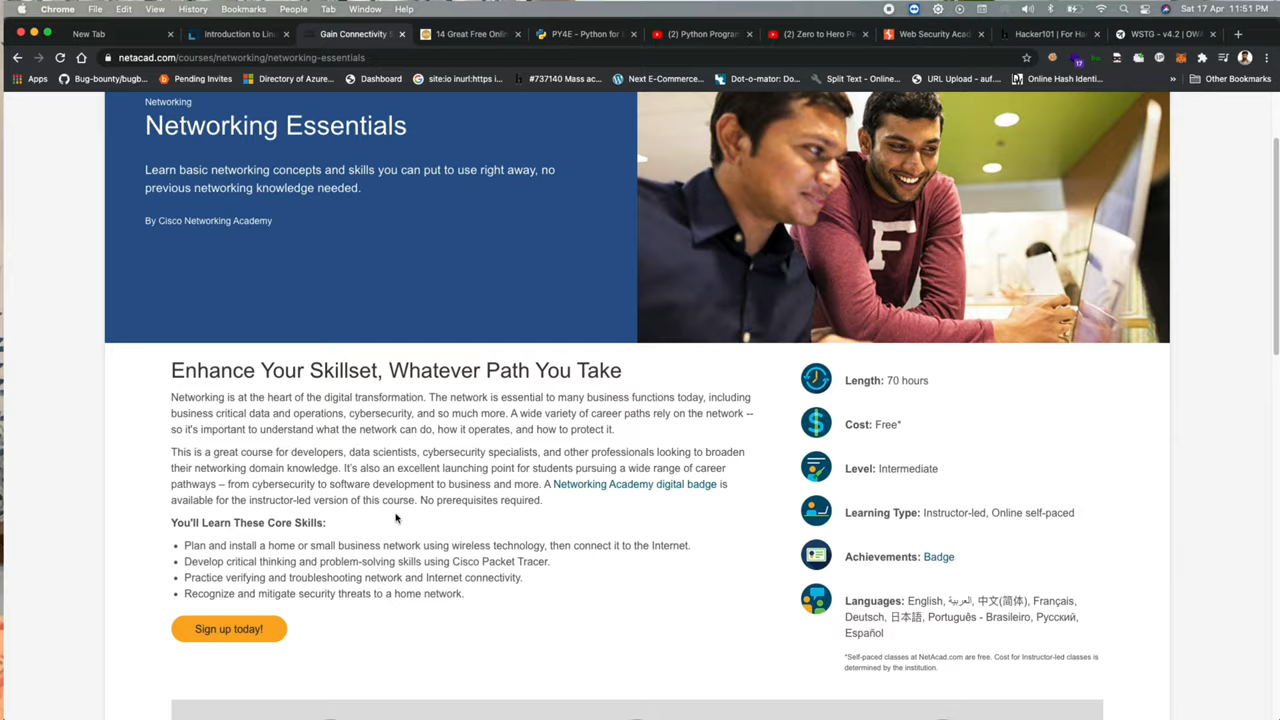 Chrome File Edit View History Bookmarks People Tab Window Help Sat 17 Apr 11:51 PM
New Tab Introduction to Lin Gain Connectivity S 14 Great Free Onlin PY4E - Python for D (2) Python Program (2) Zero to Hero Pe Web Security Acad Hacker101 | For Ha WSTG - v4.2 | OWA
netacad.com/courses/networking/networking-essentials
Apps Bug-bounty/bugb... Pending Invites Directory of Azure... Dashboard site:io inurl:https i... #737140 Mass ac... Next E-Commerce... Dot-o-mator: Do... Split Text - Online... URL Upload - auf.... Online Hash Identi... » Other Bookmarks
17
Networking
Networking Essentials
Learn basic networking concepts and skills you can put to use right away, no
previous networking knowledge needed.
By Cisco Networking Academy
F
Enhance Your Skillset, Whatever Path You Take
Networking is at the heart of the digital transformation. The network is essential to many business functions today, including
business critical data and operations, cybersecurity, and so much more. A wide variety of career paths rely on the network --
so it's important to understand what the network can do, how it operates, and how to protect it.
This is a great course for developers, data scientists, cybersecurity specialists, and other professionals looking to broaden
their networking domain knowledge. It's also an excellent launching point for students pursuing a wide range of career
pathways – from cybersecurity to software development to business and more. A Networking Academy digital badge is
available for the instructor-led version of this course. No prerequisites required.
You'll Learn These Core Skills:
• Plan and install a home or small business network using wireless technology, then connect it to the Internet.
• Develop critical thinking and problem-solving skills using Cisco Packet Tracer.
• Practice verifying and troubleshooting network and Internet connectivity.
• Recognize and mitigate security threats to a home network.
Sign up today!
Length: 70 hours
Cost: Free*
Level: Intermediate
Learning Type: Instructor-led, Online self-paced
Achievements: Badge
Languages: English, العربية, 中文(简体), Français,
Deutsch, 日本語, Português - Brasileiro, Русский,
Español
*Self-paced classes at NetAcad.com are free. Cost for Instructor-led classes is
determined by the institution.